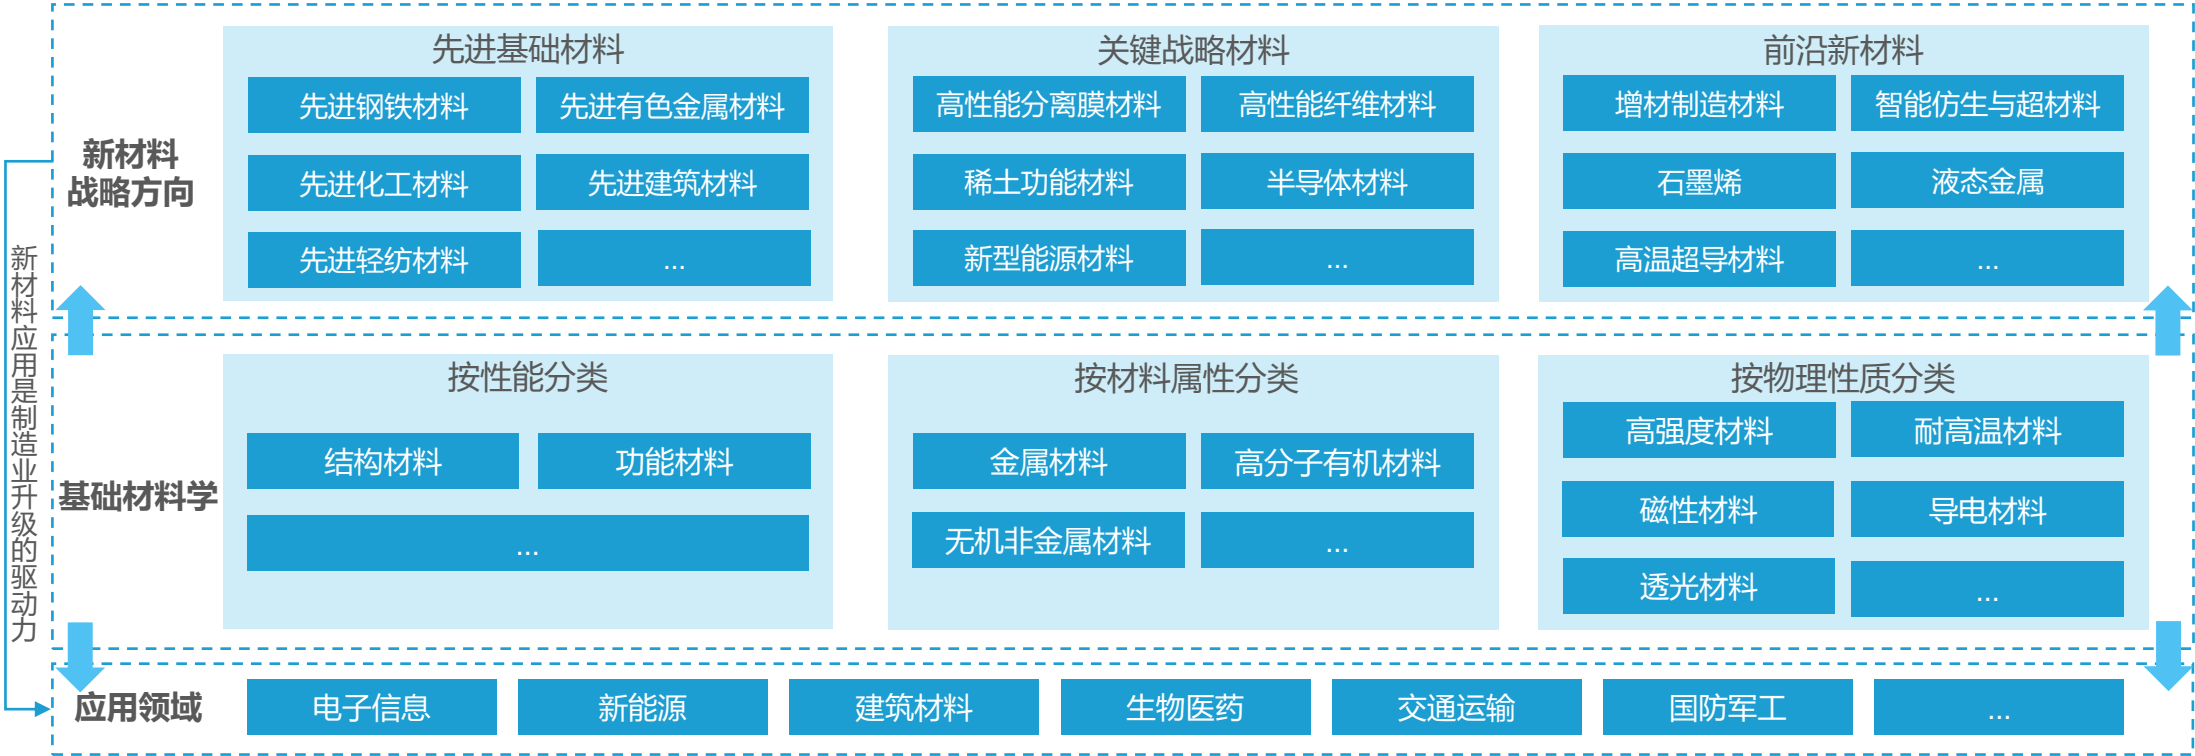 新材料应用是制造业升级的驱动力
新材料
战略方向
先进基础材料
先进钢铁材料
先进有色金属材料
先进化工材料
先进建筑材料
先进轻纺材料
...
关键战略材料
高性能分离膜材料
高性能纤维材料
稀土功能材料
半导体材料
新型能源材料
...
前沿新材料
增材制造材料
智能仿生与超材料
石墨烯
液态金属
高温超导材料
...
基础材料学
按性能分类
结构材料
功能材料
...
按材料属性分类
金属材料
高分子有机材料
无机非金属材料
...
按物理性质分类
高强度材料
耐高温材料
磁性材料
导电材料
透光材料
...
应用领域
电子信息
新能源
建筑材料
生物医药
交通运输
国防军工
...